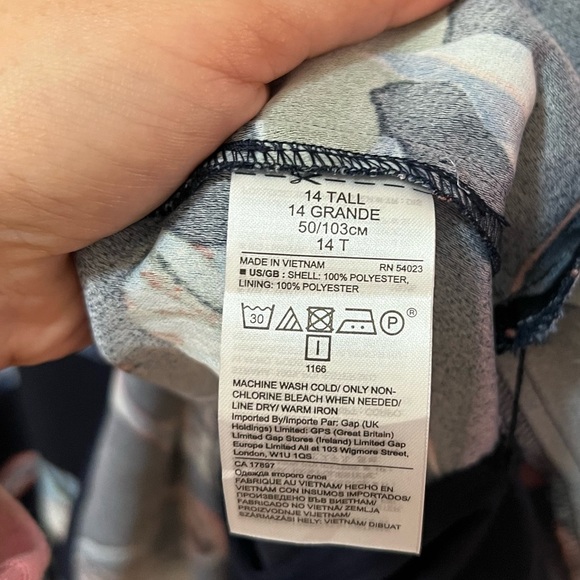 14 TALL
14 GRANDE
50/103CM
14 T
MADE IN VIETNAM RN 54023
■ US/GB : SHELL: 100% POLYESTER,
LINING: 100% POLYESTER
30 P ®
I
1166
MACHINE WASH COLD/ ONLY NON-
CHLORINE BLEACH WHEN NEEDED/
LINE DRY/ WARM IRON
Imported By/Importe Par: Gap (UK
Holdings) Limited: GPS (Great Britain)
Limited Gap Stores (Ireland) Limited Gap
Europe Limited All at 103 Wigmore Street,
London, W1U 1QS
CA 17897
Одежда второго слоя
FABRIQUE AU VIETNAM/ HECHO EN
VIETNAM CON INSUMOS IMPORTADOS/
ПРОИЗВЕДЕНО ВЪВ ВИЕТНАМ/
FABRICADO NO VIETNÃ/ ZEMLJA
PROIZVODNJE VIJETNAM/
SZÁRMAZÁSI HELY: VIETNÁM/ DIBUAT